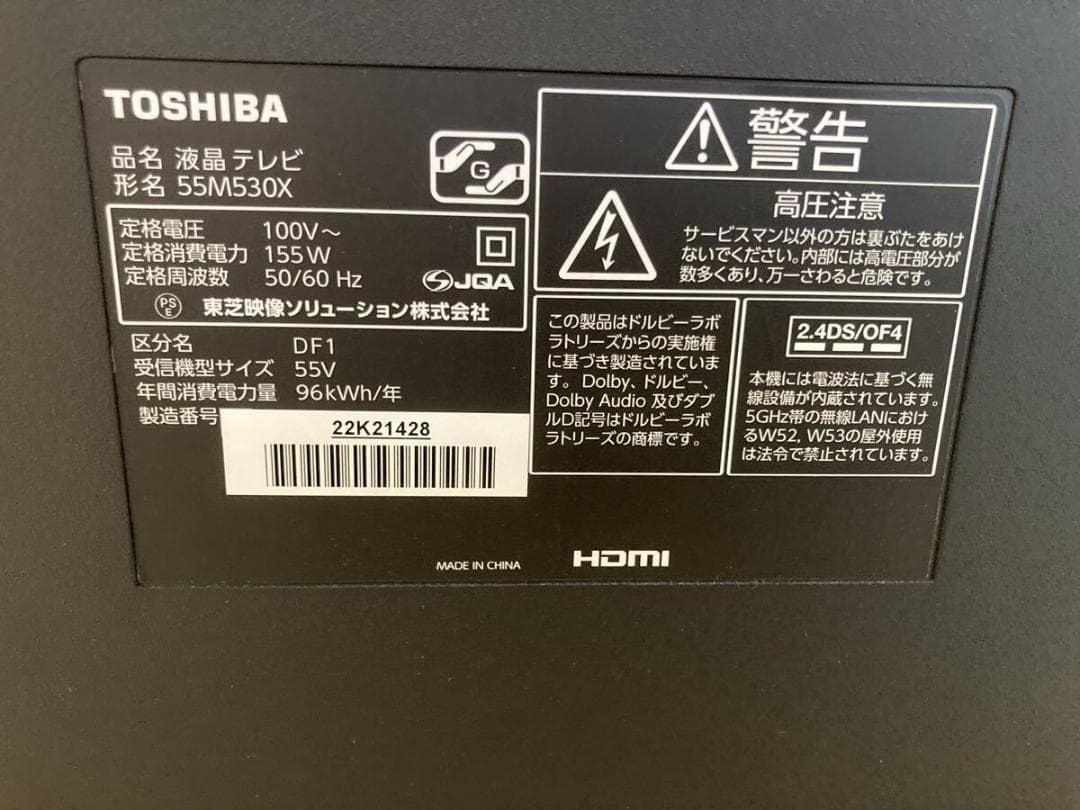 TOSHIBA
品名 液晶テレビ
形名 55M530X
G
定格電圧 100V～
定格消費電力 155W
定格周波数 50/60 Hz
JQA
PS
E
東芝映像ソリューション株式会社
区分名 DF1
受信機型サイズ 55V
年間消費電力量 96kWh/年
製造番号
22K21428
MADE IN CHINA
HDMI
警告
高圧注意
サービスマン以外の方は裏ぶたをあけ
ないでください。内部には高電圧部分が
数多くあり、万一さわると危険です。
この製品はドルビーラボ
ラトリーズからの実施権
に基づき製造されていま
す。Dolby、ドルビー、
Dolby Audio 及びダブ
ルD記号はドルビーラボ
ラトリーズの商標です。
2.4DS/OF4
本機には電波法に基づく無
線設備が内蔵されています。
5GHz帯の無線LANにおけ
るW52, W53の屋外使用
は法令で禁止されています。